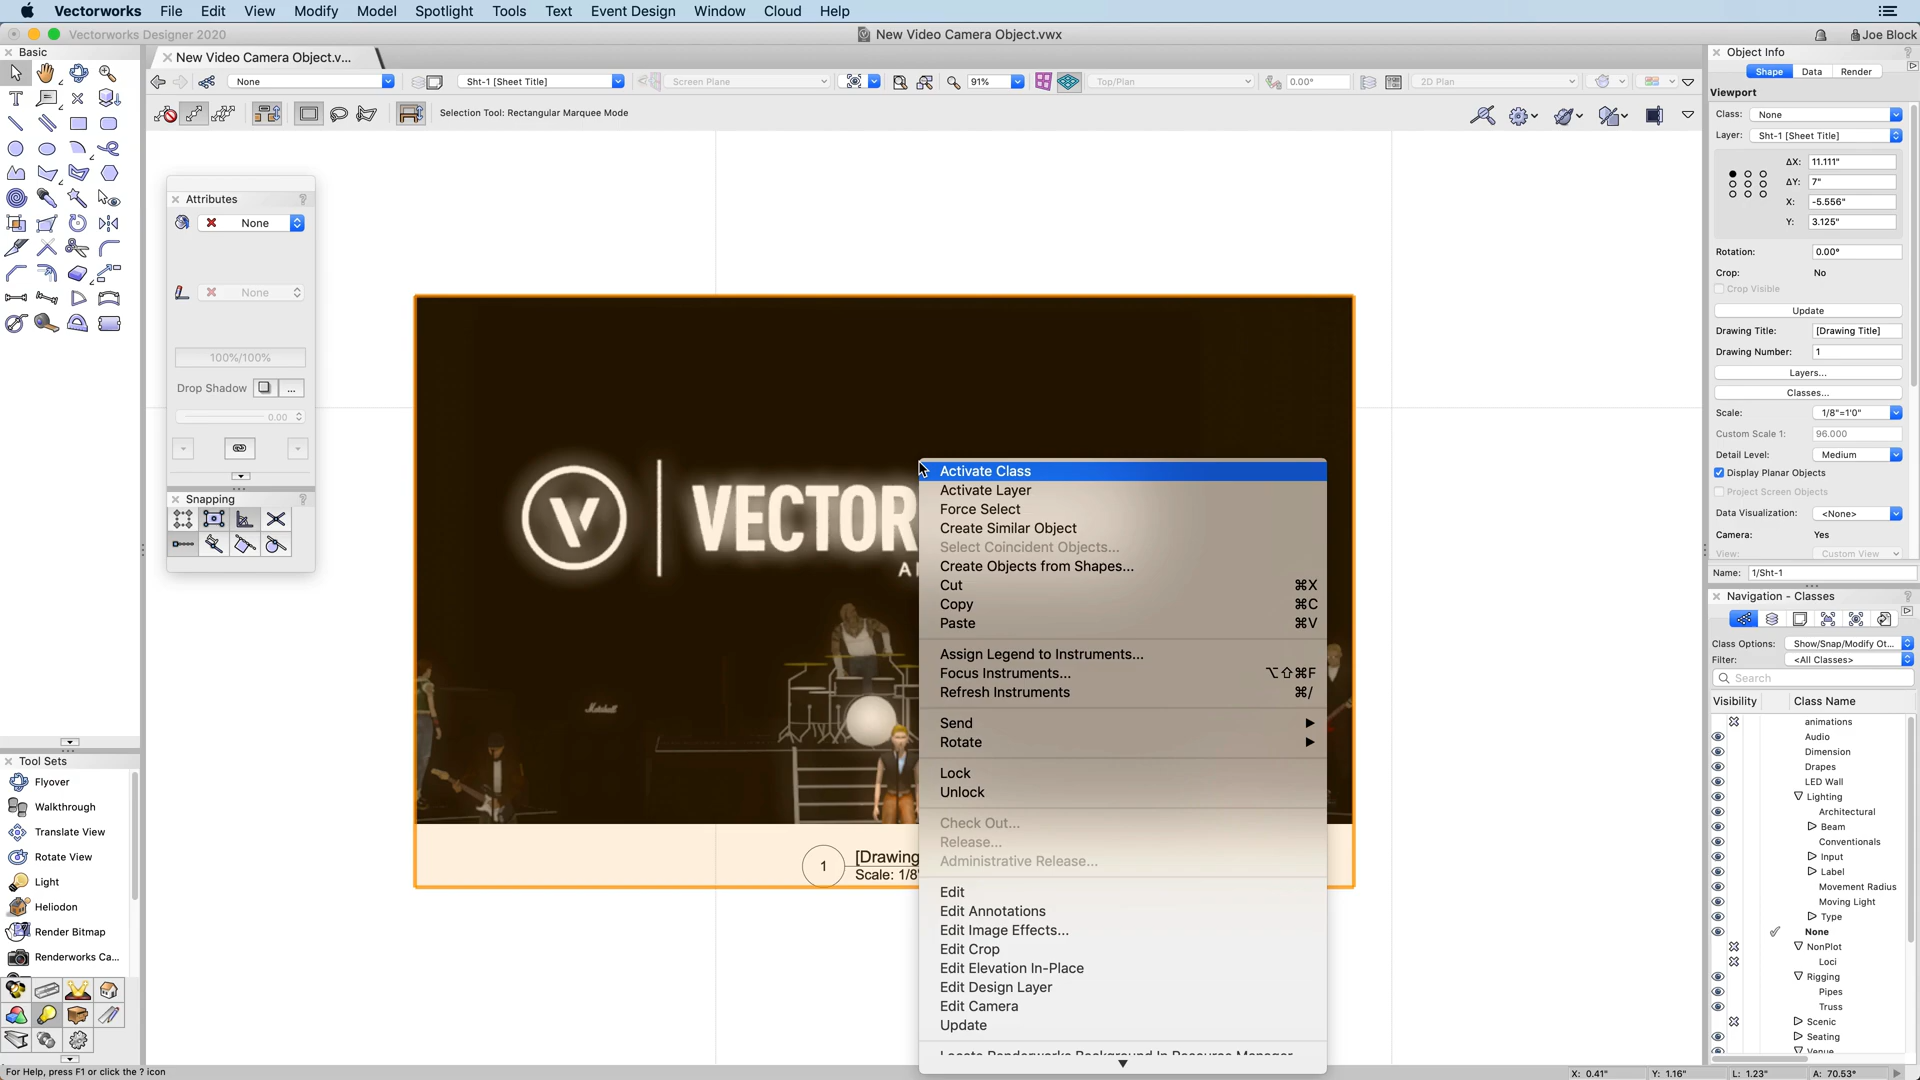 Vectorworks File Edit View Modify Model Spotlight Tools Text Event Design Window Cloud Help
Vectorworks Designer 2020
New Video Camera Object.vwx
Joe Block
Basic
New Video Camera Object.v...
None
Sht-1 [Sheet Title]
Screen Plane
91%
Top/Plan
0.00°
2D Plan
Selection Tool: Rectangular Marquee Mode
Attributes
None
None
100%/100%
Drop Shadow
...
0.00
Snapping
Tool Sets
Flyover
Walkthrough
Translate View
Rotate View
Light
Heliodon
Render Bitmap
Renderworks Ca...
VECTOR
Marshall
1
[Drawing
Scale: 1/8"
Activate Class
Activate Layer
Force Select
Create Similar Object
Select Coincident Objects...
Create Objects from Shapes...
Cut ⌘X
Copy ⌘C
Paste ⌘V
Assign Legend to Instruments...
Focus Instruments... ⌥⇧⌘F
Refresh Instruments ⌘/
Send
Rotate
Lock
Unlock
Check Out...
Release...
Administrative Release...
Edit
Edit Annotations
Edit Image Effects...
Edit Crop
Edit Elevation In-Place
Edit Design Layer
Edit Camera
Update
Locate Renderworks Background In Resource Manager
Object Info
Shape Data Render
Viewport
Class: None
Layer: Sht-1 [Sheet Title]
ΔX: 11.111"
ΔY: 7"
X: -5.556"
Y: 3.125"
Rotation: 0.00°
Crop: No
Crop Visible
Update
Drawing Title: [Drawing Title]
Drawing Number: 1
Layers...
Classes...
Scale: 1/8"=1'0"
Custom Scale 1: 96.000
Detail Level: Medium
Display Planar Objects
Project Screen Objects
Data Visualization: <None>
Camera: Yes
View: Custom View
Name: 1/Sht-1
Navigation - Classes
Class Options: Show/Snap/Modify Ot...
Filter: <All Classes>
Search
Visibility Class Name
animations
Audio
Dimension
Drapes
LED Wall
Lighting
Architectural
Beam
Conventionals
Input
Label
Movement Radius
Moving Light
Type
None
NonPlot
Loci
Rigging
Pipes
Truss
Scenic
Seating
Venue
For Help, press F1 or click the ? icon
X: 0.41" Y: 1.16" L: 1.23" A: 70.53°